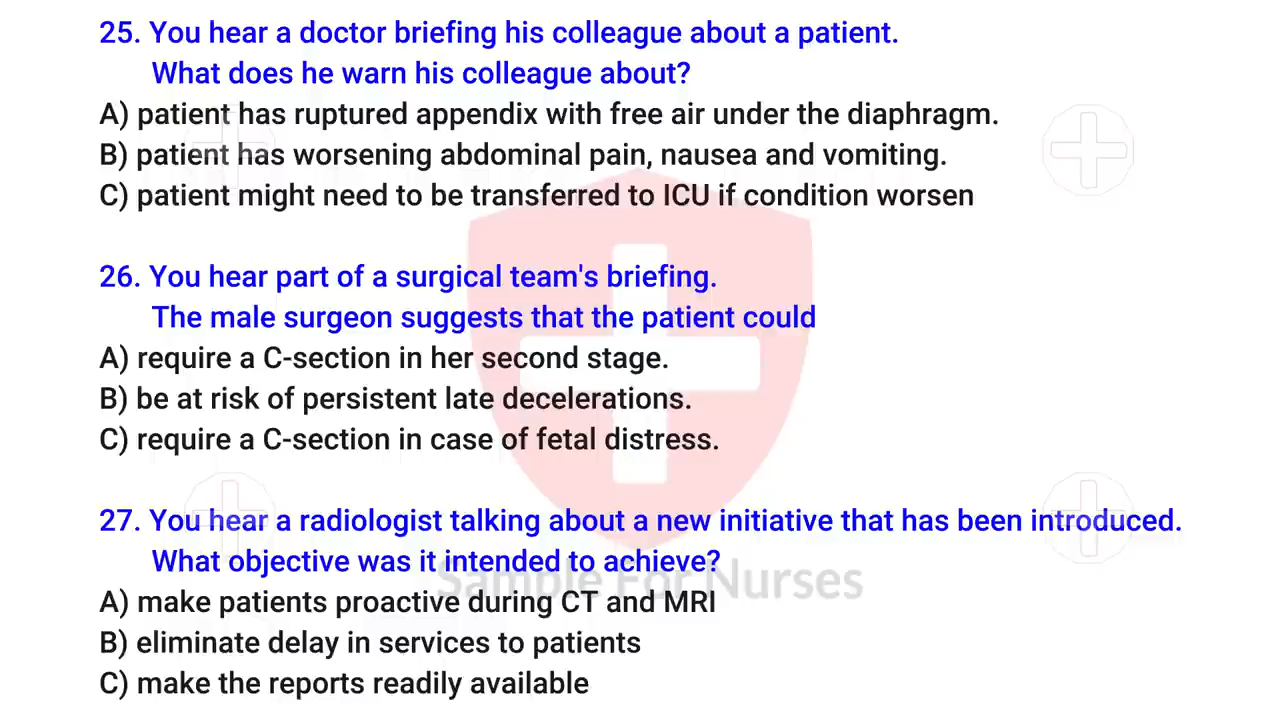 25. You hear a doctor briefing his colleague about a patient.
What does he warn his colleague about?
A) patient has ruptured appendix with free air under the diaphragm.
B) patient has worsening abdominal pain, nausea and vomiting.
C) patient might need to be transferred to ICU if condition worsen
26. You hear part of a surgical team's briefing.
The male surgeon suggests that the patient could
A) require a C-section in her second stage.
B) be at risk of persistent late decelerations.
C) require a C-section in case of fetal distress.
27. You hear a radiologist talking about a new initiative that has been introduced.
What objective was it intended to achieve?
Sample For Nurses
A) make patients proactive during CT and MRI
B) eliminate delay in services to patients
C) make the reports readily available